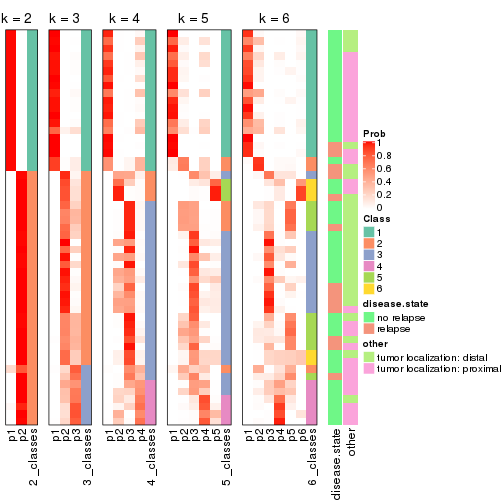 k = 2 k = 3 k = 4 k = 5 k = 6
Prob
1
0.8
0.6
0.4
0.2
0
Class
1
2
3
4
5
6
disease.state
no relapse
relapse
other
tumor localization: distal
tumor localization: proximal
p1 p2 2_classes p1 p2 p3 3_classes p1 p2 p3 p4 4_classes p1 p2 p3 p4 p5 5_classes p1 p2 p3 p4 p5 p6 6_classes disease.state other